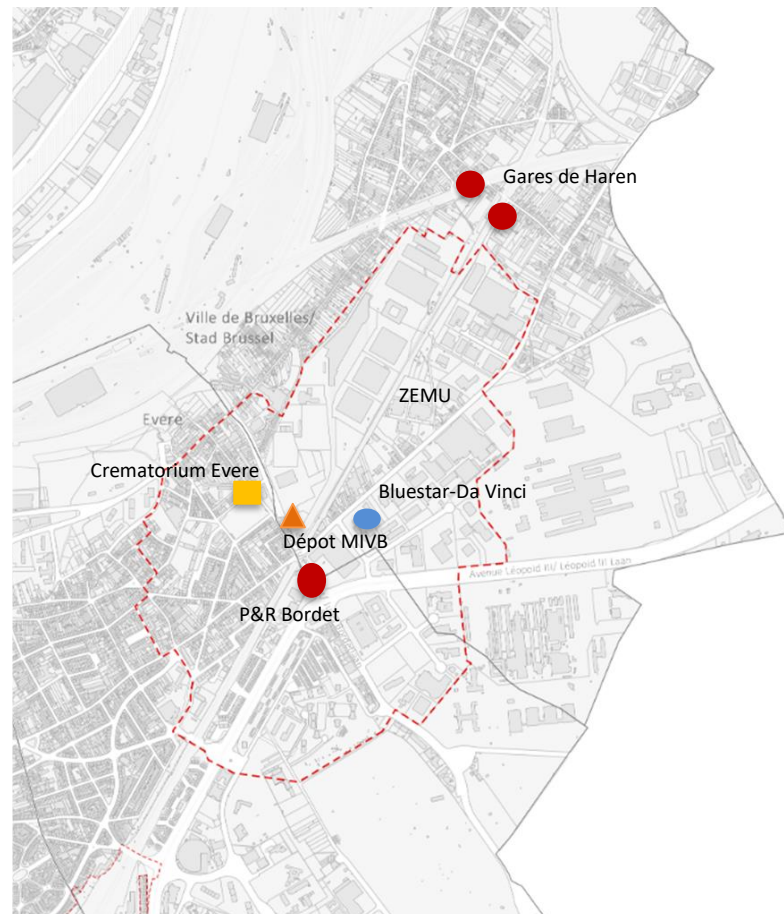 Gares de Haren
Ville de Bruxelles/
Stad Brussel
ZEMU
Evere
Crematorium Evere
Bluestar-Da Vinci
Dépot MIVB
Avenue Léopold III/ Léopold III Laan
P&R Bordet